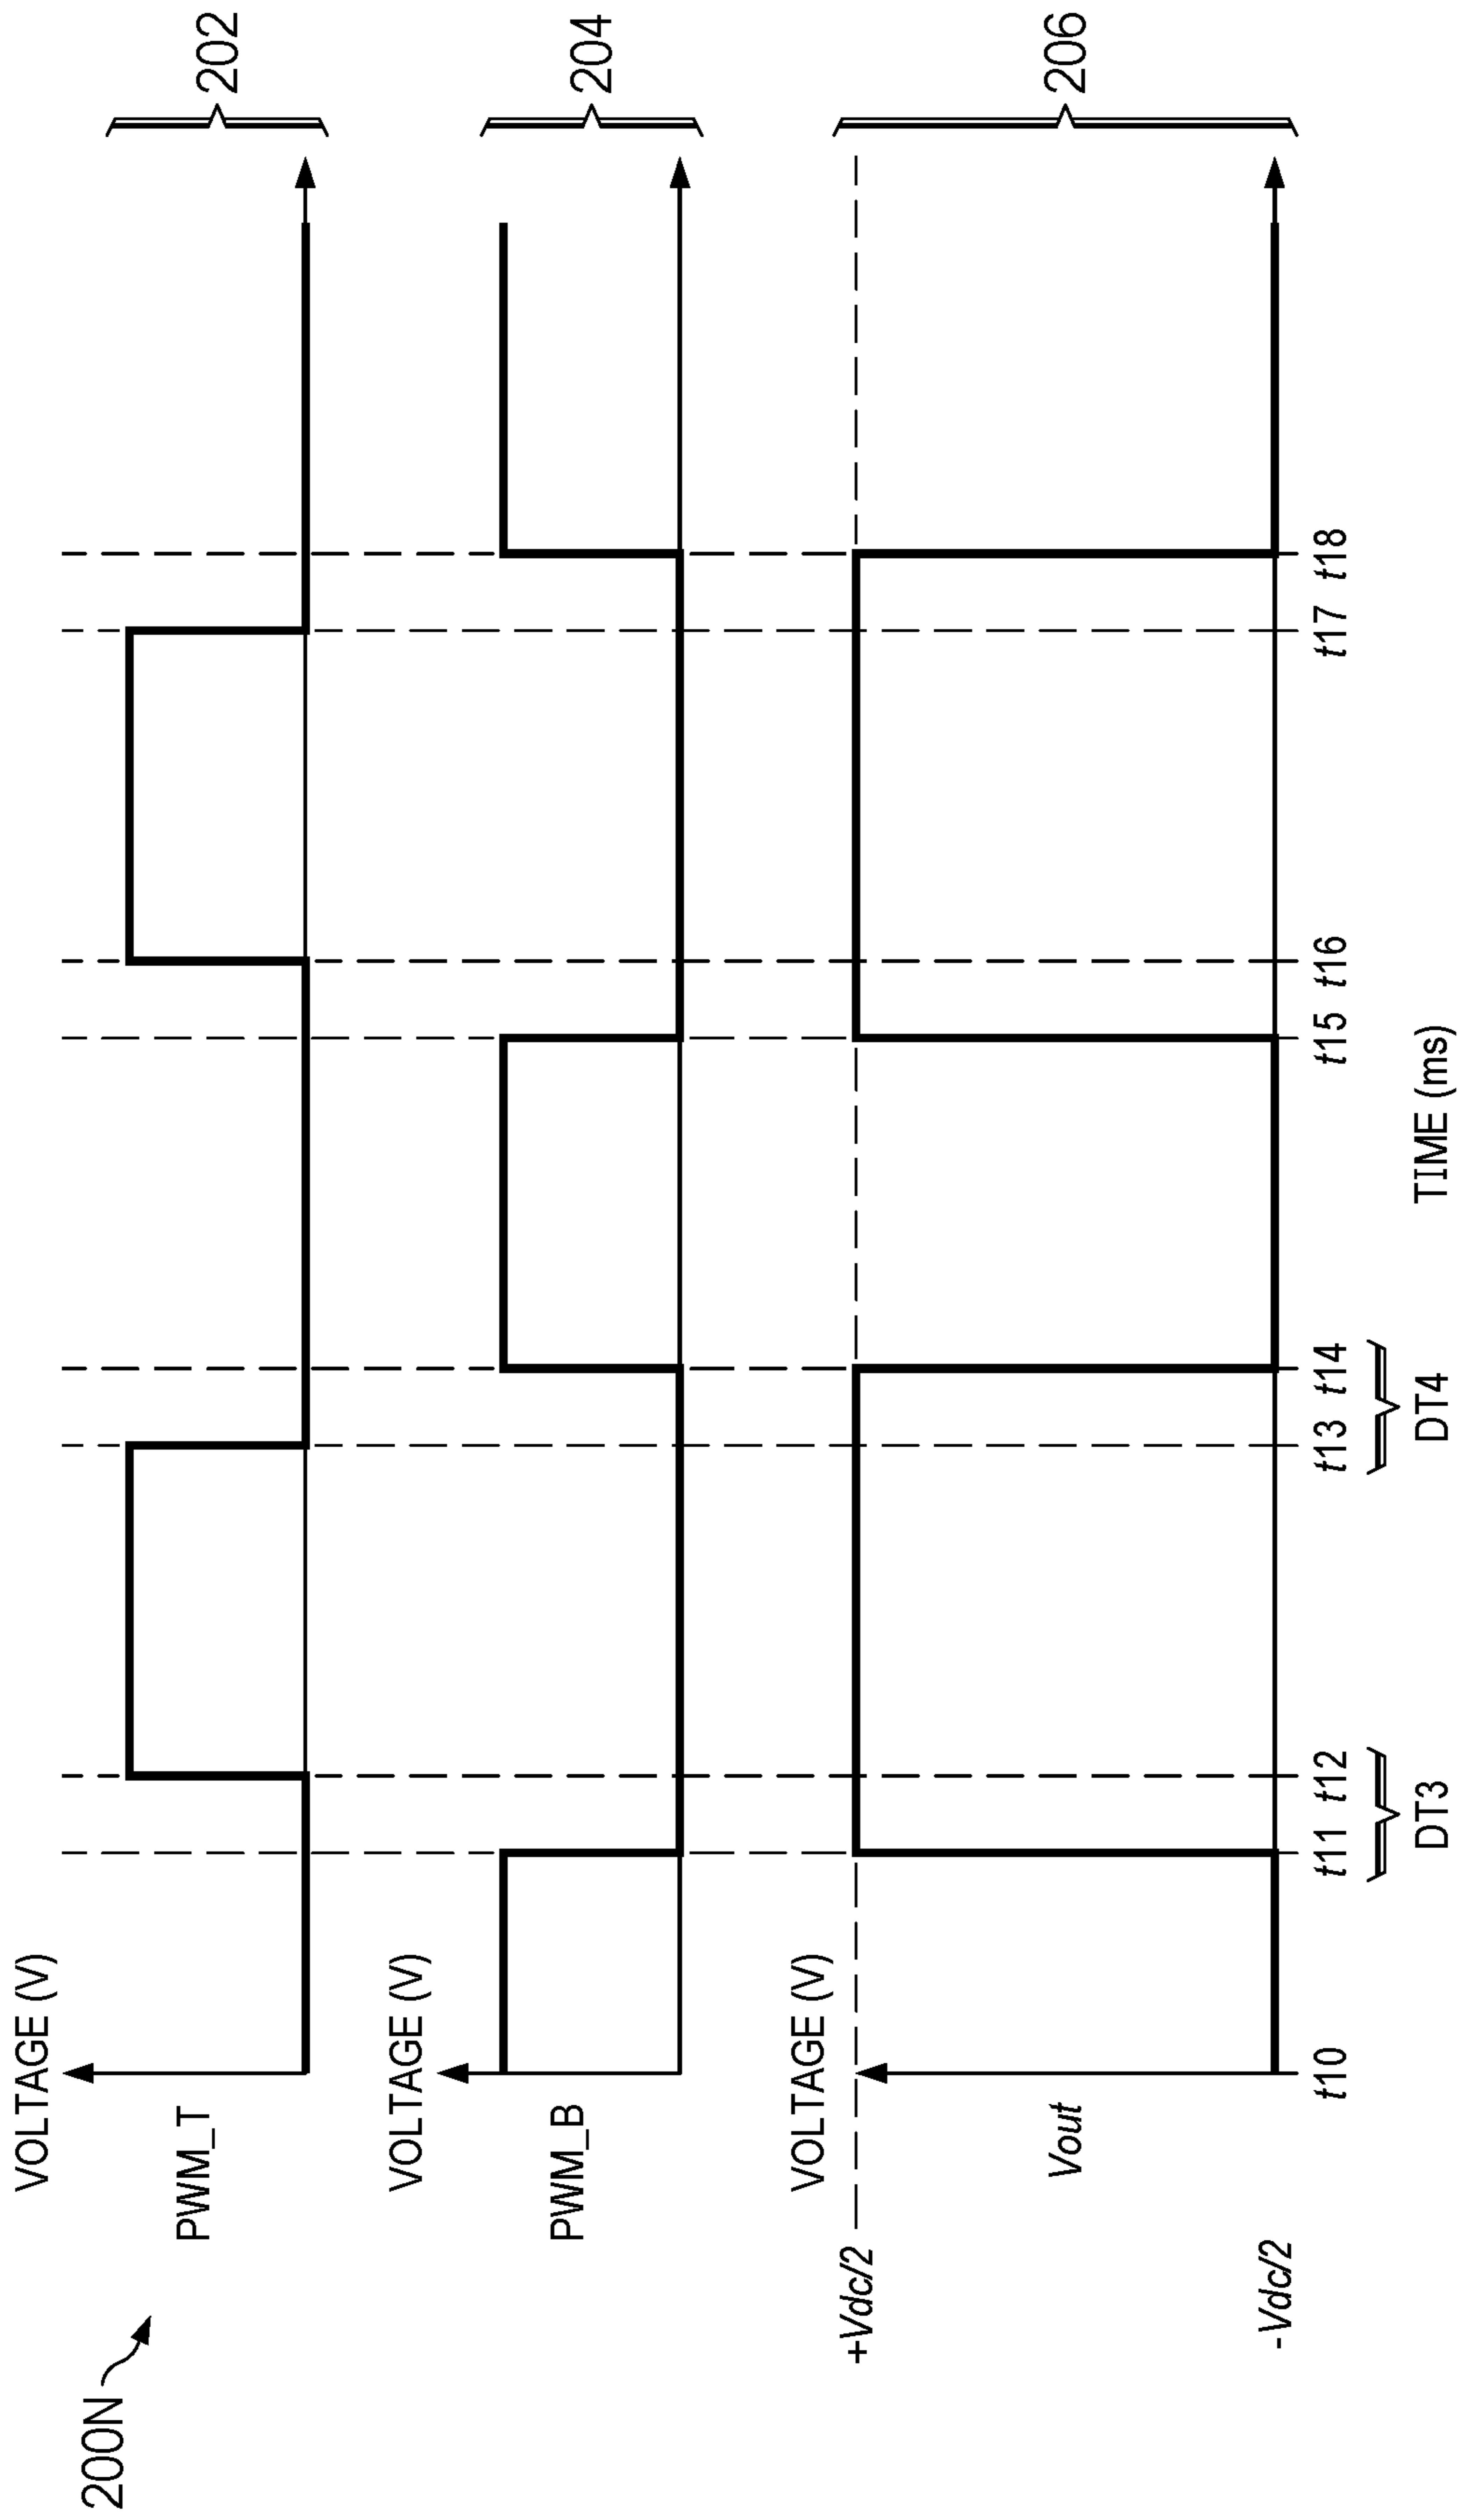 200N
VOLTAGE (V)
PWM_T
202
VOLTAGE (V)
PWM_B
204
VOLTAGE (V)
+Vdc/2
Vout
-Vdc/2
206
t10 t11 t12 t13 t14 t15 t16 t17 t18
DT3 DT4
TIME (ms)